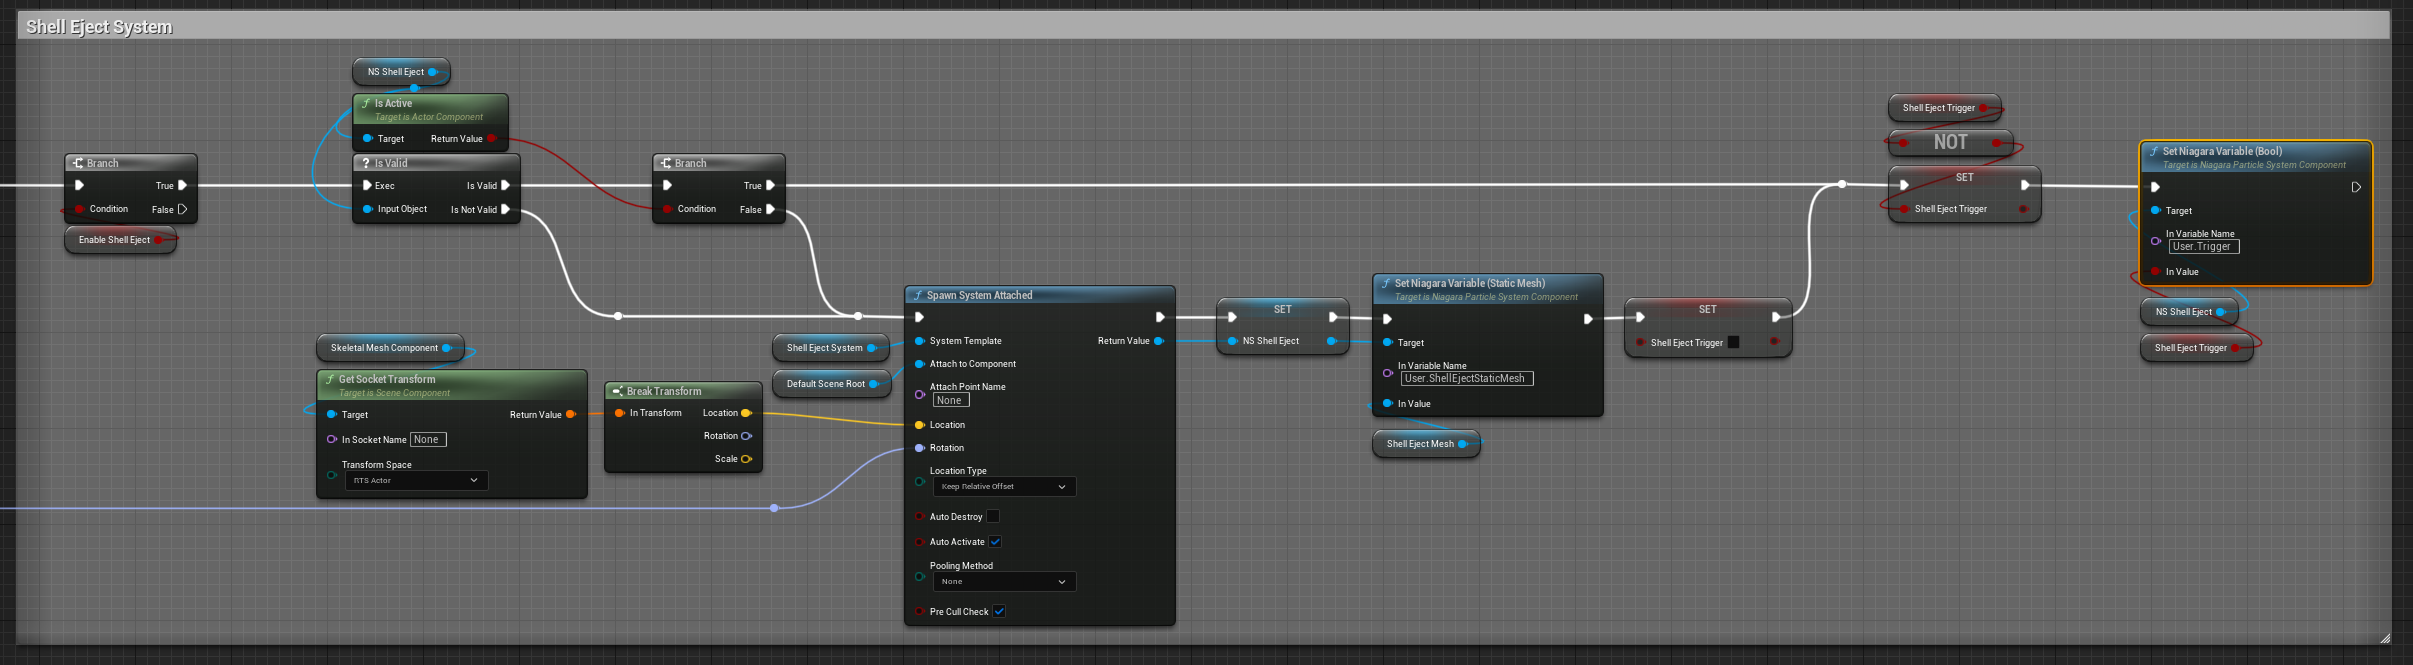 Shell Eject System
Branch
True
Condition
False
Enable Shell Eject
NS Shell Eject
Is Active
Target is Actor Component
Target
Return Value
Is Valid
Exec
Is Valid
Input Object
Is Not Valid
Branch
True
Condition
False
Skeletal Mesh Component
Get Socket Transform
Target is Scene Component
Target
Return Value
In Socket Name
None
Transform Space
RTS Actor
Break Transform
In Transform
Location
Rotation
Scale
Shell Eject System
Default Scene Root
Spawn System Attached
System Template
Return Value
Attach to Component
Attach Point Name
None
Location
Rotation
Location Type
Keep Relative Offset
Auto Destroy
Auto Activate
Pooling Method
None
Pre Cull Check
SET
NS Shell Eject
Set Niagara Variable (Static Mesh)
Target is Niagara Particle System Component
Target
In Variable Name
User.ShellEjectStaticMesh
In Value
Shell Eject Mesh
SET
Shell Eject Trigger
Shell Eject Trigger
NOT
SET
Shell Eject Trigger
Set Niagara Variable (Bool)
Target is Niagara Particle System Component
Target
In Variable Name
User.Trigger
In Value
NS Shell Eject
Shell Eject Trigger